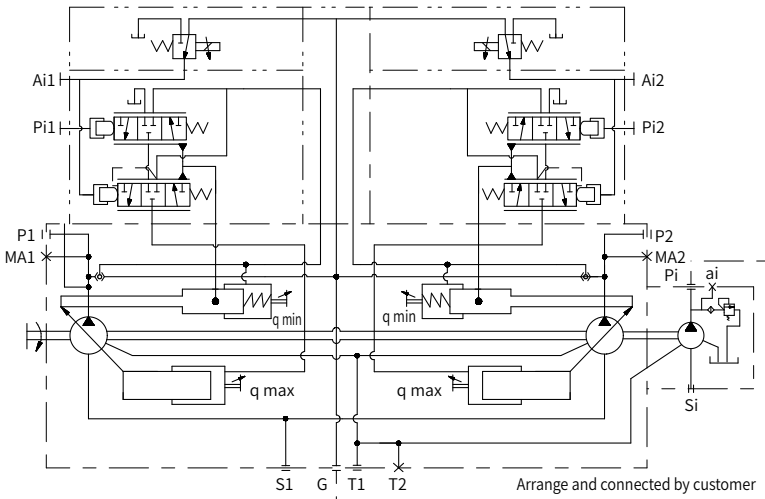 Ai1
Ai2
Pi1
Pi2
P1
P2
MA1
MA2
Pi
ai
q min
q min
q max
q max
Si
S1
G
T1
T2
Arrange and connected by customer